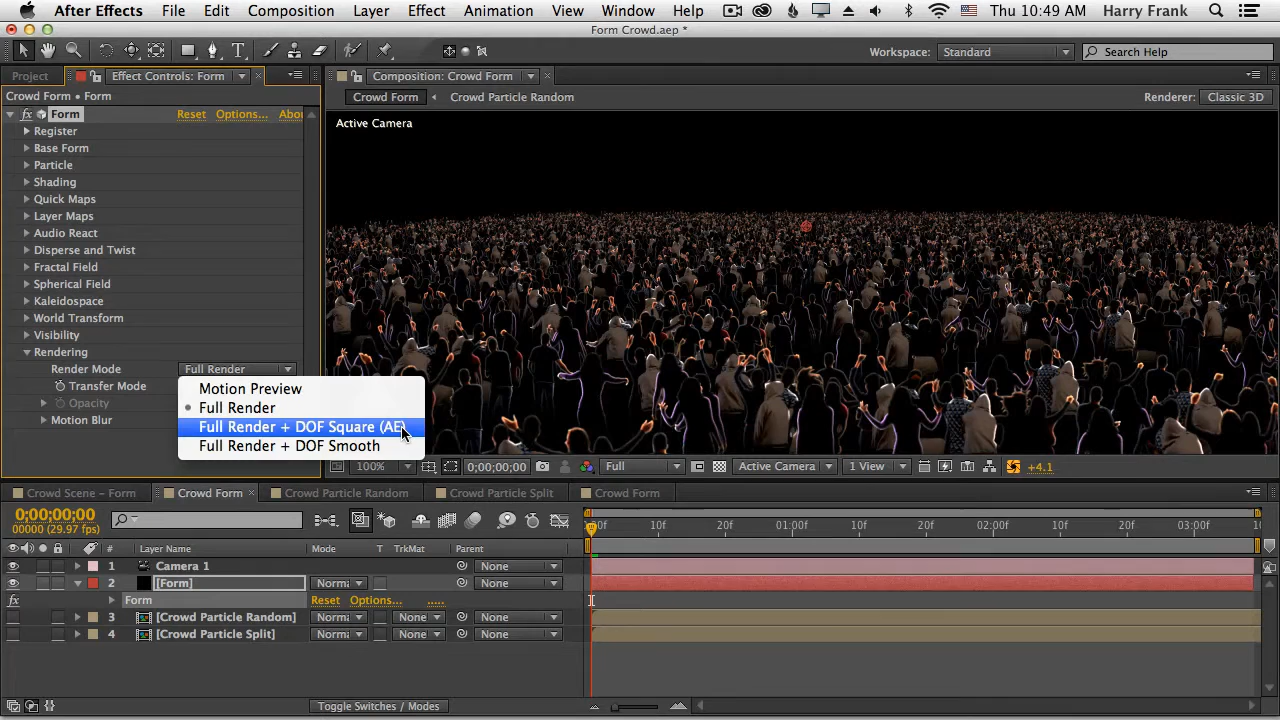 After Effects File Edit Composition Layer Effect Animation View Window Help Thu 10:49 AM Harry Frank
Form Crowd.aep *
Workspace: Standard Search Help
Project Effect Controls: Form Composition: Crowd Form
Crowd Form • Form Crowd Form Crowd Particle Random Renderer: Classic 3D
fx Form Reset Options... Abou
Active Camera
Register
Base Form
Particle
Shading
Quick Maps
Layer Maps
Audio React
Disperse and Twist
Fractal Field
Spherical Field
Kaleidospace
World Transform
Visibility
Rendering
Render Mode Full Render
Transfer Mode
Opacity
Motion Blur
Motion Preview
Full Render
Full Render + DOF Square (AE)
Full Render + DOF Smooth
100% 0;00;00;00 Full Active Camera 1 View +4.1
Crowd Scene – Form Crowd Form Crowd Particle Random Crowd Particle Split Crowd Form
0;00;00;00
00000 (29.97 fps)
10f 20f 01:00f 10f 20f 02:00f 10f 20f 03:00f
# Layer Name Mode T TrkMat Parent
1 Camera 1 None
2 [Form] Norma None
fx Form Reset Options... .....
3 [Crowd Particle Random] Norma None None
4 [Crowd Particle Split] Norma None None
Toggle Switches / Modes